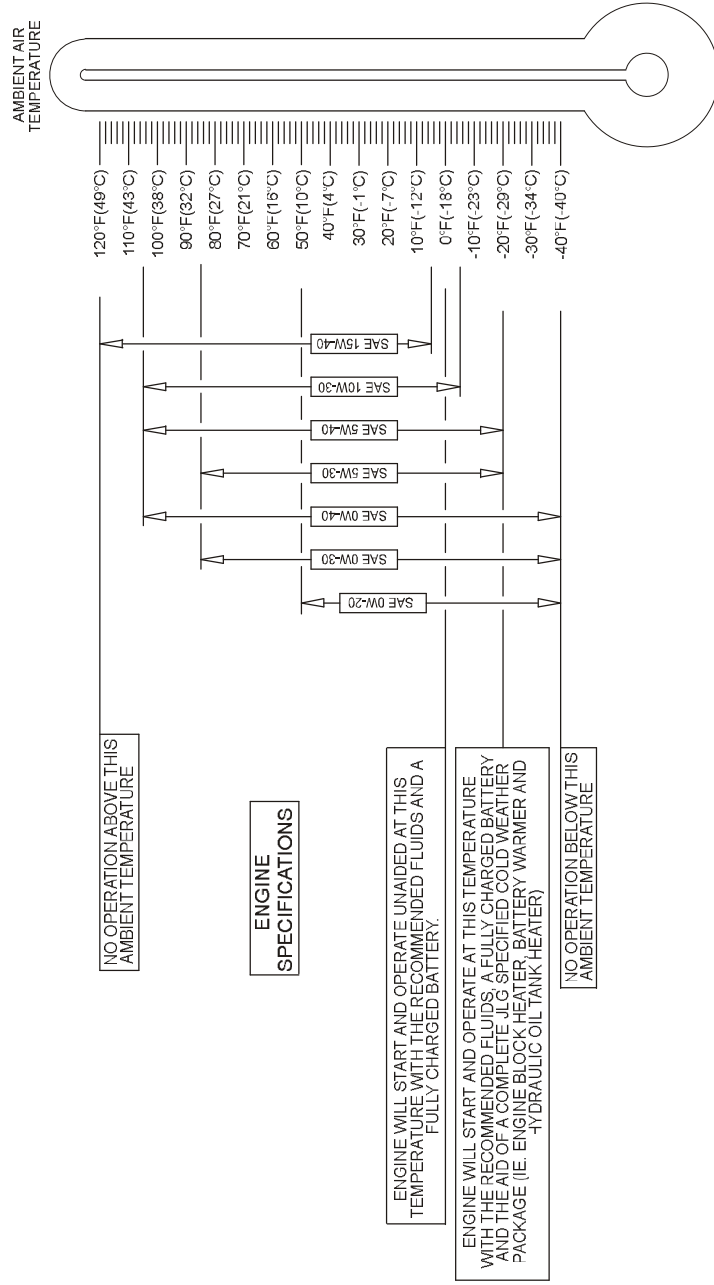 AMBIENT AIR
TEMPERATURE
120°F(49°C)
110°F(43°C)
100°F(38°C)
90°F(32°C)
80°F(27°C)
70°F(21°C)
60°F(16°C)
50°F(10°C)
40°F(4°C)
30°F(-1°C)
20°F(-7°C)
10°F(-12°C)
0°F(-18°C)
-10°F(-23°C)
-20°F(-29°C)
-30°F(-34°C)
-40°F(-40°C)
SAE 15W-40
SAE 10W-30
SAE 5W-40
SAE 5W-30
SAE 0W-40
SAE 0W-30
SAE 0W-20
NO OPERATION ABOVE THIS
AMBIENT TEMPERATURE
ENGINE
SPECIFICATIONS
ENGINE WILL START AND OPERATE UNAIDED AT THIS
TEMPERATURE WITH THE RECOMMENDED FLUIDS AND A
FULLY CHARGED BATTERY.
ENGINE WILL START AND OPERATE AT THIS TEMPERATURE
WITH THE RECOMMENDED FLUIDS, A FULLY CHARGED BATTERY
AND THE AID OF A COMPLETE JLG SPECIFIED COLD WEATHER
PACKAGE (IE. ENGINE BLOCK HEATER, BATTERY WARMER AND
HYDRAULIC OIL TANK HEATER)
NO OPERATION BELOW THIS
AMBIENT TEMPERATURE